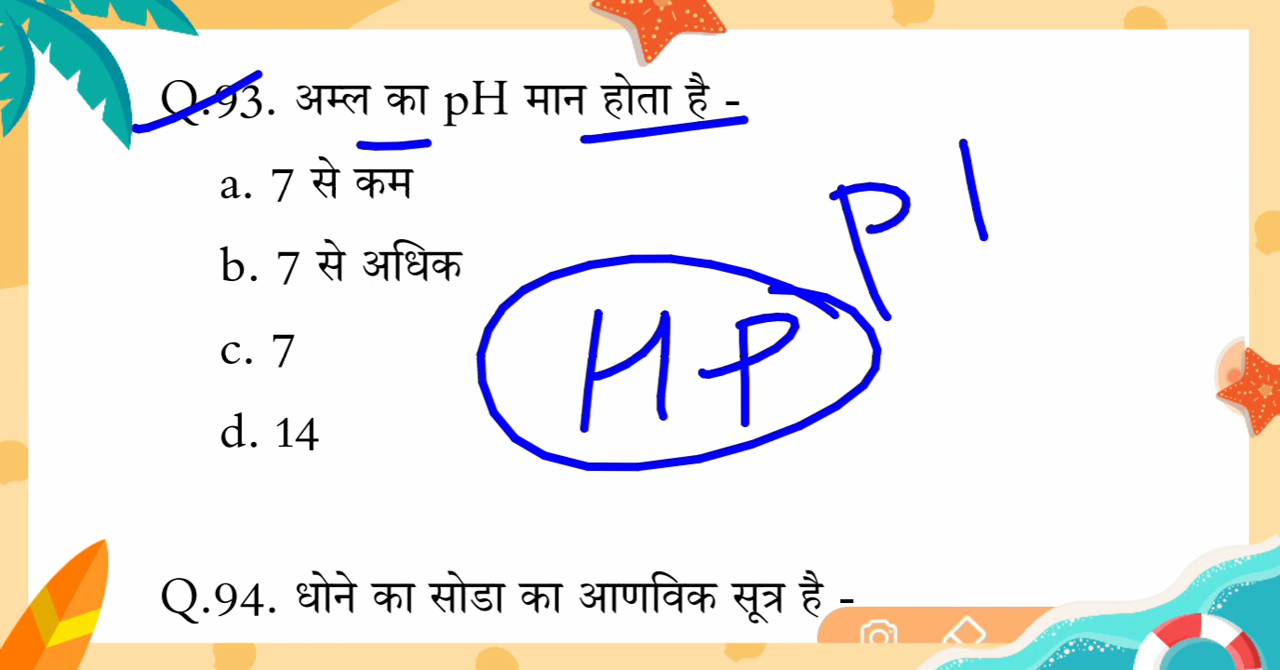 Q.93. अम्ल का pH मान होता है -
a. 7 से कम
b. 7 से अधिक
c. 7
d. 14
HP
P
Q.94. धोने का सोडा का आणविक सूत्र है -